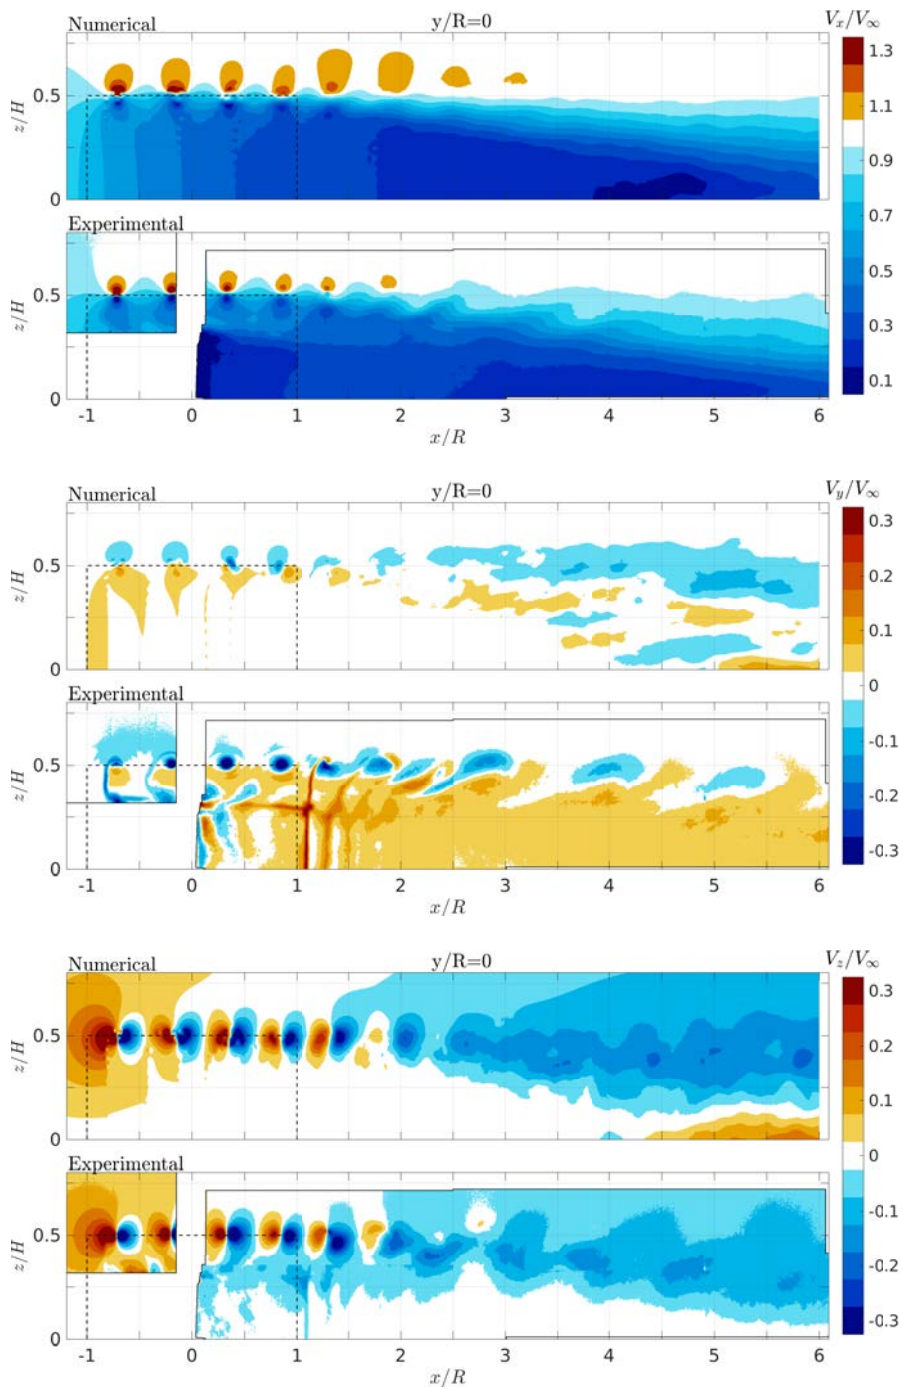 Numerical y/R=0 V_x/V_∞
z/H
0.5
0
1.3
1.1
0.9
0.7
0.5
0.3
0.1
Experimental
z/H
0.5
0
-1 0 1 2 3 4 5 6
x/R
Numerical y/R=0 V_y/V_∞
z/H
0.5
0
0.3
0.2
0.1
0
-0.1
-0.2
-0.3
Experimental
z/H
0.5
0
-1 0 1 2 3 4 5 6
x/R
Numerical y/R=0 V_z/V_∞
z/H
0.5
0
0.3
0.2
0.1
0
-0.1
-0.2
-0.3
Experimental
z/H
0.5
0
-1 0 1 2 3 4 5 6
x/R